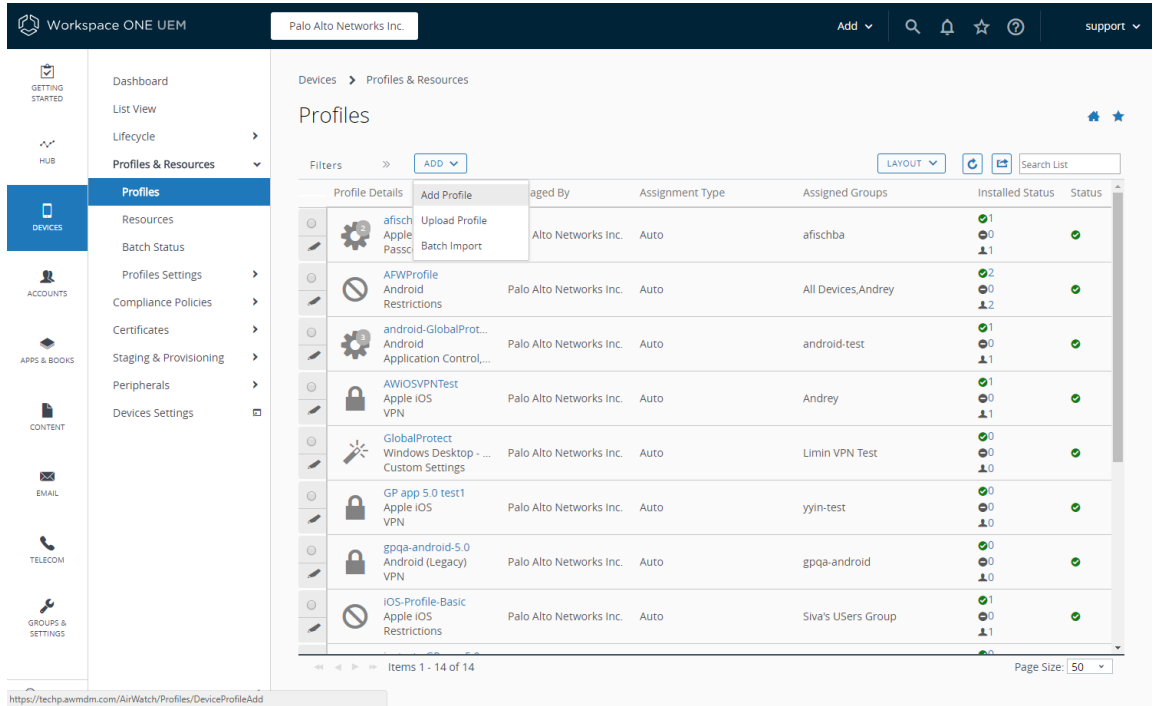 Workspace ONE UEM
Palo Alto Networks Inc.
Add
support
GETTING
STARTED
HUB
DEVICES
ACCOUNTS
APPS & BOOKS
CONTENT
EMAIL
TELECOM
GROUPS &
SETTINGS
Dashboard
List View
Lifecycle
Profiles & Resources
Profiles
Resources
Batch Status
Profiles Settings
Compliance Policies
Certificates
Staging & Provisioning
Peripherals
Devices Settings
Devices > Profiles & Resources
Profiles
Filters » ADD LAYOUT Search List
Add Profile
Upload Profile
Batch Import
Profile Details aged By Assignment Type Assigned Groups Installed Status Status
2 afisch 1
Apple Alto Networks Inc. Auto afischba 0
Passc 1
AFWProfile 2
Android Palo Alto Networks Inc. Auto All Devices,Andrey 0
Restrictions 2
3 android-GlobalProt... 1
Android Palo Alto Networks Inc. Auto android-test 0
Application Control,... 1
AWiOSVPNTest 1
Apple iOS Palo Alto Networks Inc. Auto Andrey 0
VPN 1
GlobalProtect 0
Windows Desktop - ... Palo Alto Networks Inc. Auto Limin VPN Test 0
Custom Settings 0
GP app 5.0 test1 0
Apple iOS Palo Alto Networks Inc. Auto yyin-test 0
VPN 0
gpqa-android-5.0 0
Android (Legacy) Palo Alto Networks Inc. Auto gpqa-android 0
VPN 0
iOS-Profile-Basic 1
Apple iOS Palo Alto Networks Inc. Auto Siva's USers Group 0
Restrictions 1
Items 1 - 14 of 14 Page Size: 50
https://techp.awmdm.com/AirWatch/Profiles/DeviceProfileAdd